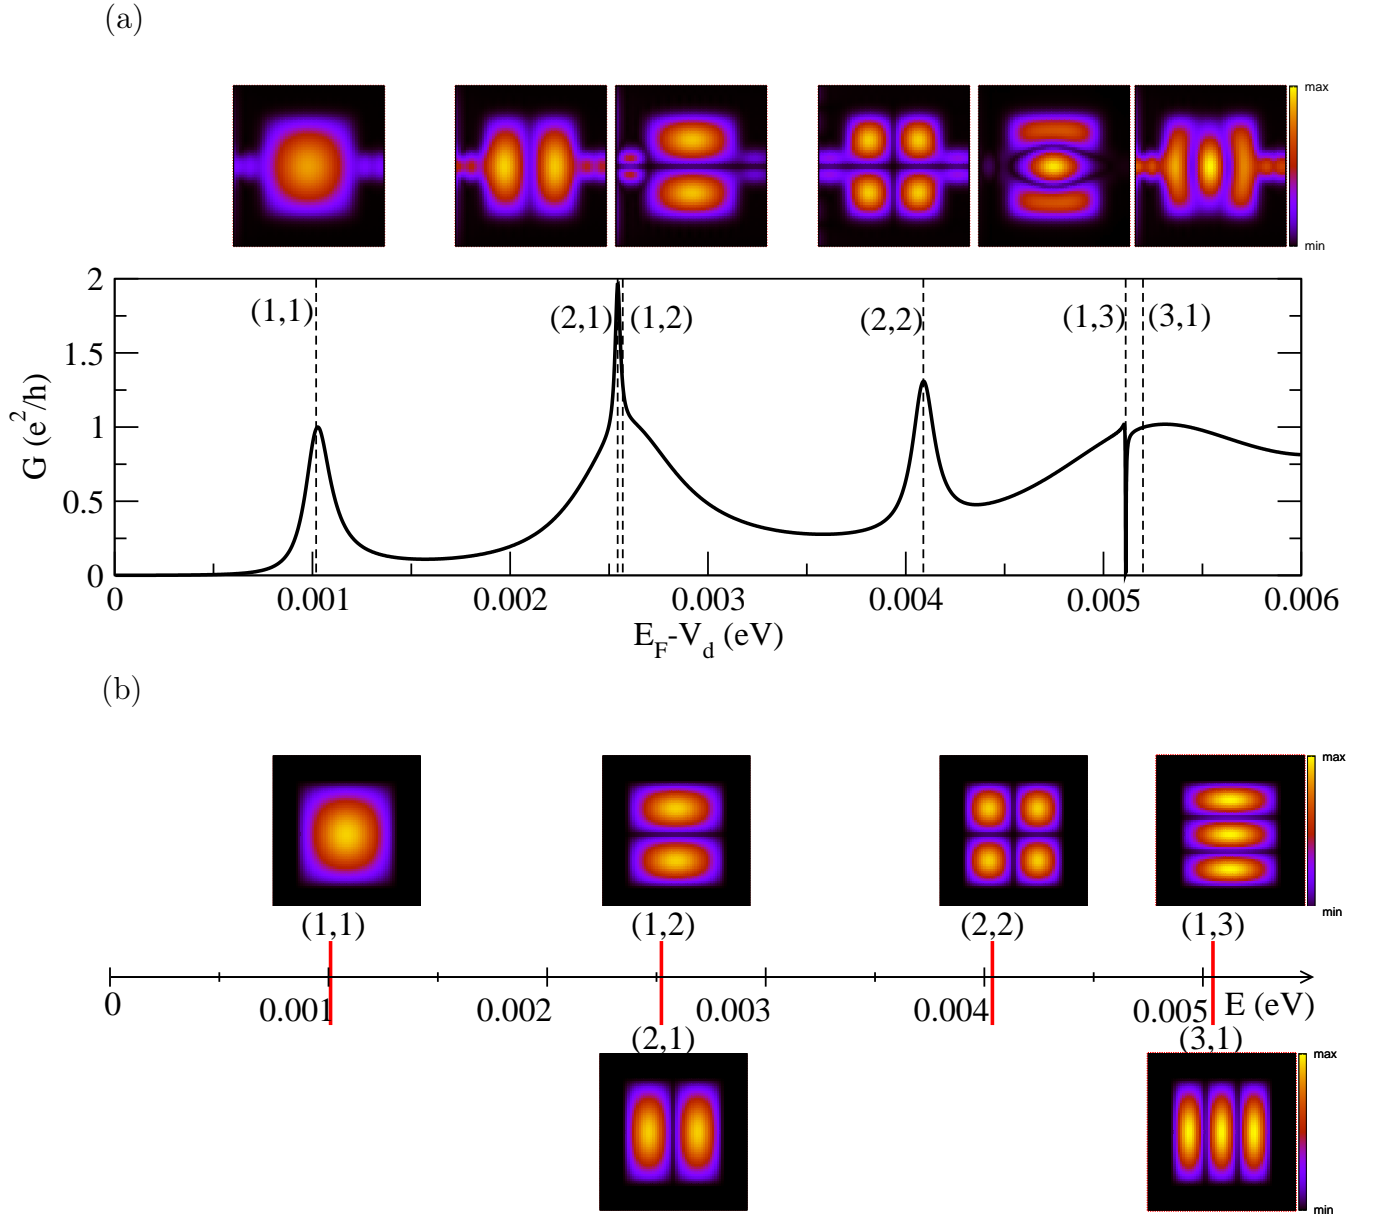 (a)
max
min
2
(1,1)
(2,1)
(1,2)
(2,2)
(1,3)
(3,1)
1.5
1
0.5
0
G (e²/h)
0 0.001 0.002 0.003 0.004 0.005 0.006
E_F-V_d (eV)
(b)
max
min
(1,1) (1,2) (2,2) (1,3)
0 0.001 0.002 0.003 0.004 0.005 E (eV)
(2,1) (3,1)
max
min